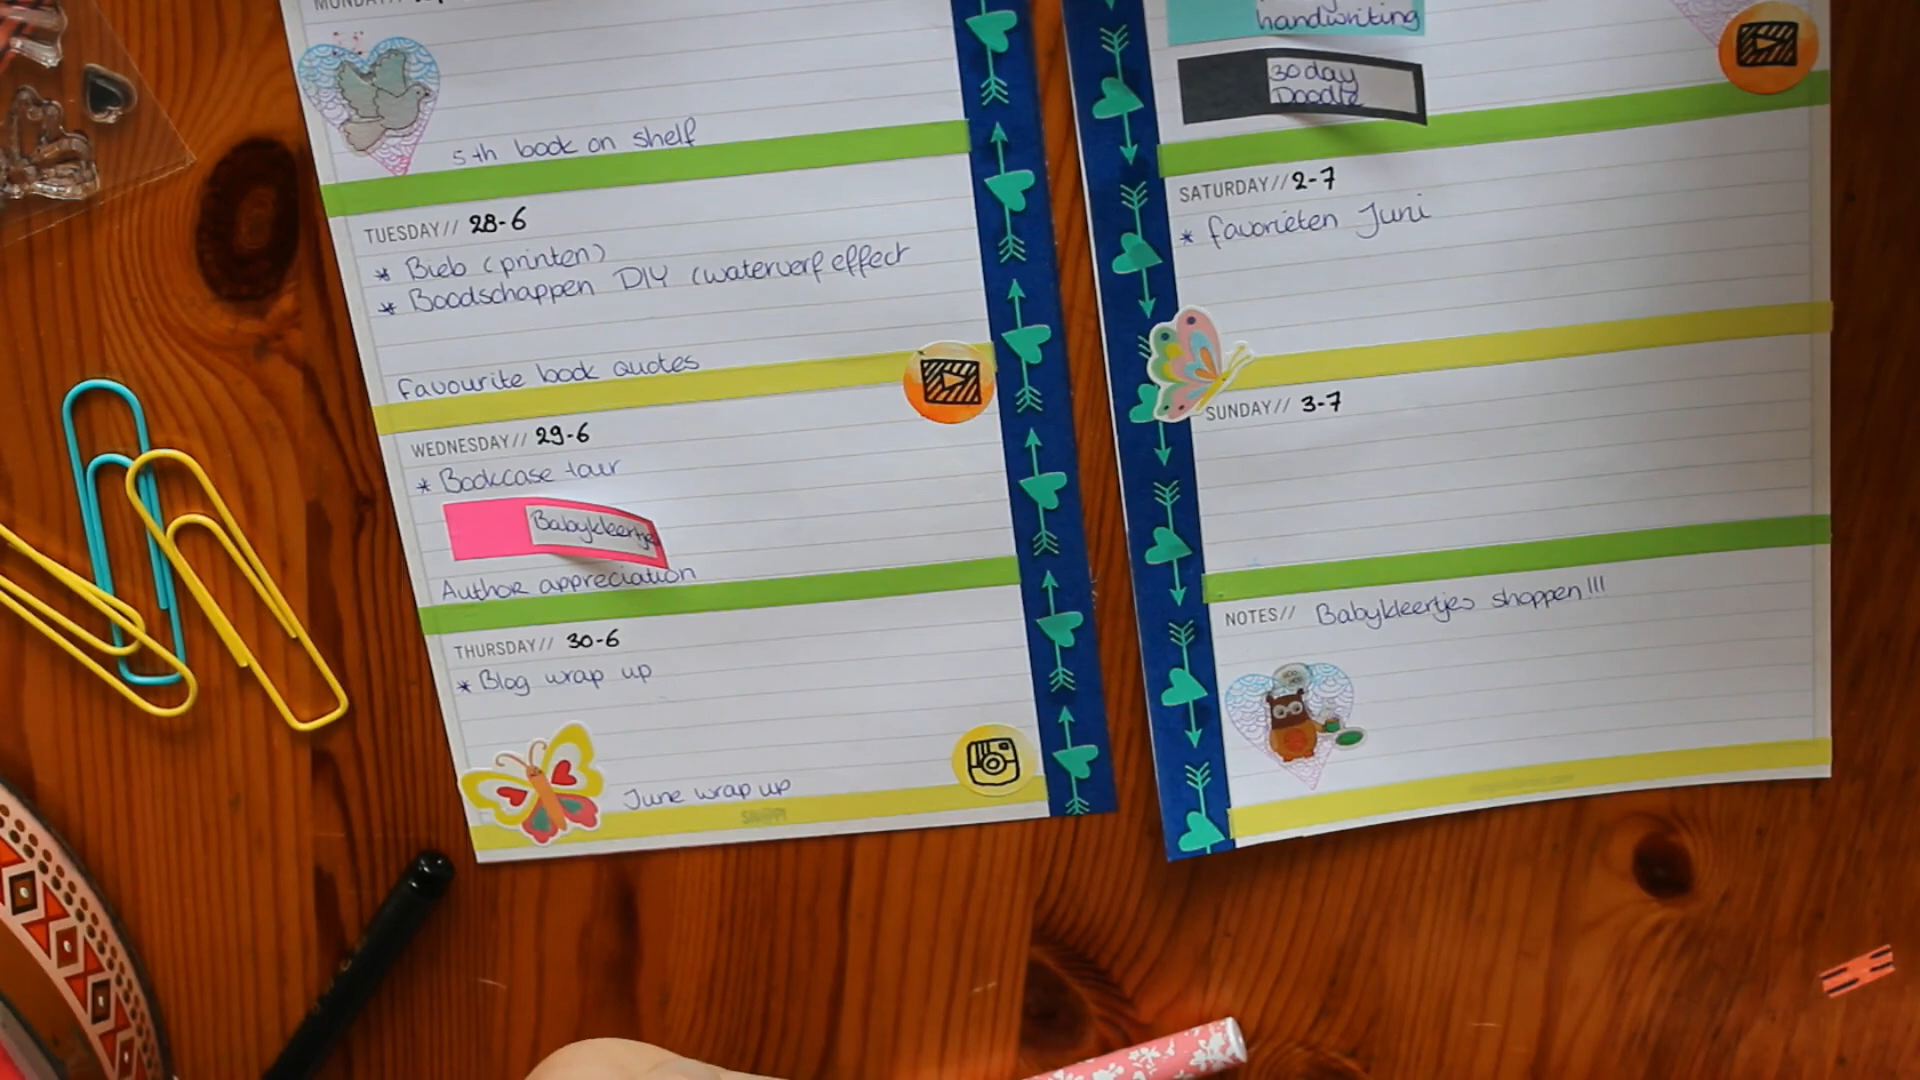 MONDAY//
5th book on shelf
TUESDAY// 28-6
* Bieb (printen)
* Boodschappen DIY (waterverf effect
favourite book quotes
WEDNESDAY// 29-6
* Bookcase tour
Babykleertjes
Author appreciation
THURSDAY// 30-6
* Blog wrap up
June wrap up
handwriting
30 day
Doodle
SATURDAY// 2-7
* favorieten Juni
SUNDAY// 3-7
NOTES// Babykleertjes shoppen!!!